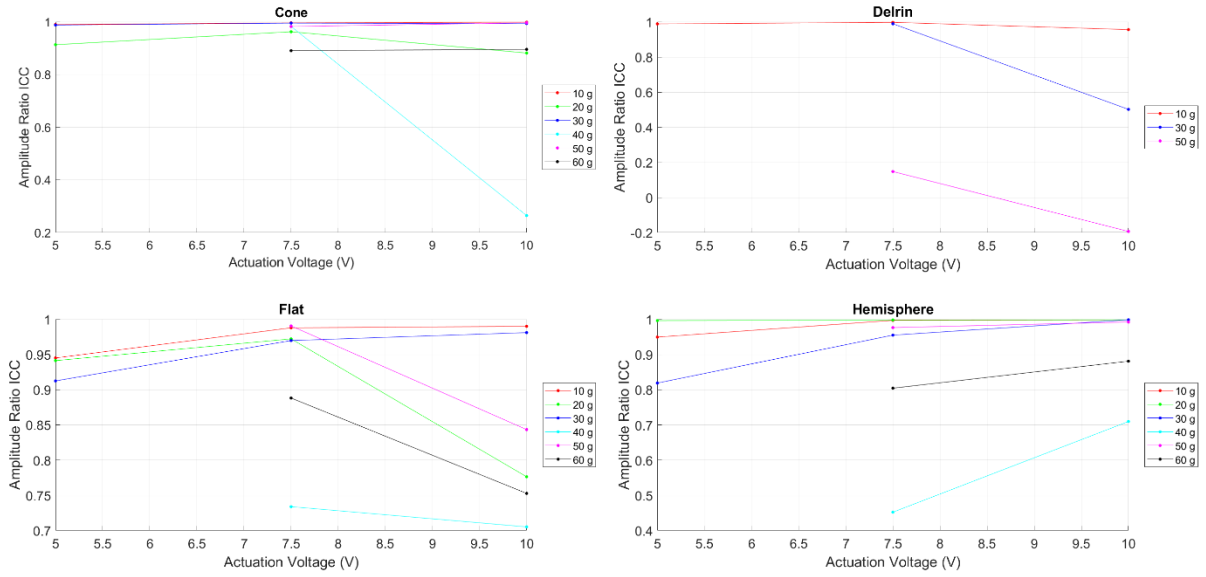 Cone
1
0.8
0.6
0.4
0.2
5 5.5 6 6.5 7 7.5 8 8.5 9 9.5 10
Amplitude Ratio ICC
Actuation Voltage (V)
10 g
20 g
30 g
40 g
50 g
60 g
Delrin
1
0.8
0.6
0.4
0.2
0
-0.2
5 5.5 6 6.5 7 7.5 8 8.5 9 9.5 10
Amplitude Ratio ICC
Actuation Voltage (V)
10 g
30 g
50 g
Flat
1
0.95
0.9
0.85
0.8
0.75
0.7
5 5.5 6 6.5 7 7.5 8 8.5 9 9.5 10
Amplitude Ratio ICC
Actuation Voltage (V)
10 g
20 g
30 g
40 g
50 g
60 g
Hemisphere
1
0.9
0.8
0.7
0.6
0.5
0.4
5 5.5 6 6.5 7 7.5 8 8.5 9 9.5 10
Amplitude Ratio ICC
Actuation Voltage (V)
10 g
20 g
30 g
40 g
50 g
60 g